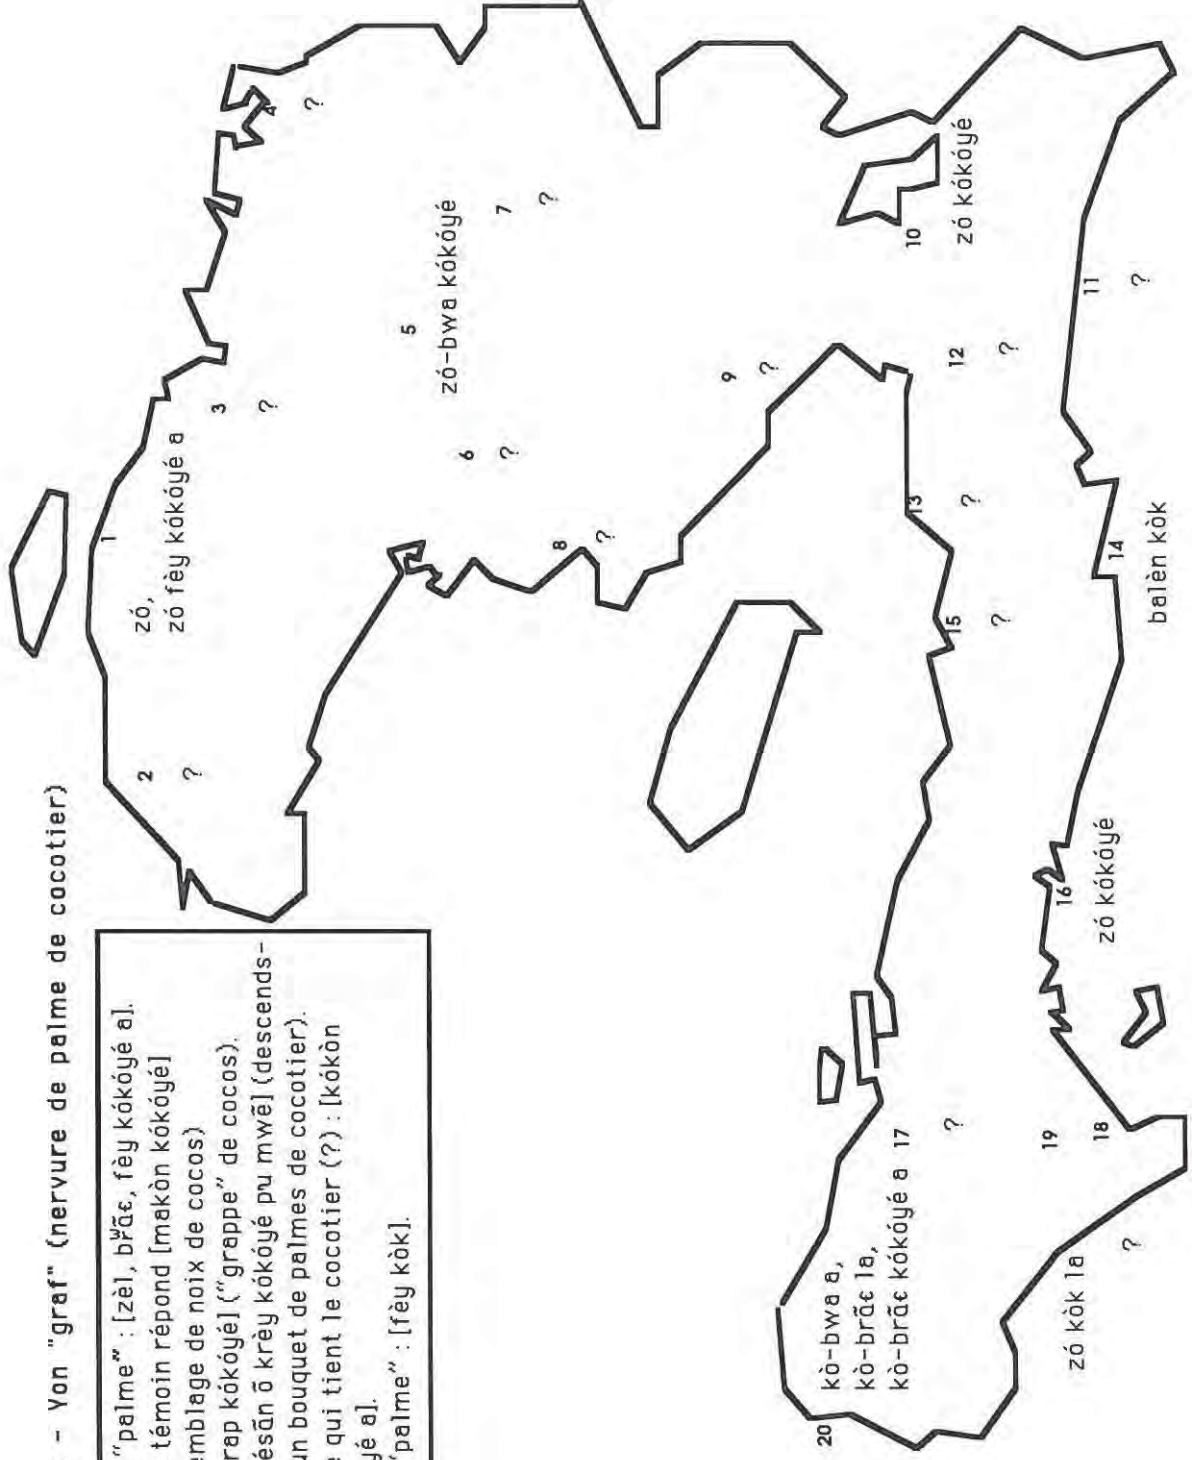 - Yon "graf" (nervure de palme de cocotier)
"palme" : [zèl, bʷrãɛ, fèy kókóyé a].
témoin répond [makòn kókóyé]
emblage de noix de cocos)
rap kókóyé] ("grappe" de cocos).
ésãn õ krèy kókóyé pu mwẽ] (descends-
un bouquet de palmes de cocotier).
e qui tient le cocotier (?) : [kókòn
yé a].
"palme" : [fèy kòk].
1
zó,
zó fèy kókóyé a
2
?
3
?
4
?
5
zó-bwa kókóyé
6
?
7
?
8
?
9
?
10
zó kókóyé
11
?
12
?
13
?
14
balèn kòk
15
?
16
zó kókóyé
17
?
18
?
19
zó kòk la
20
kò-bwa a,
kò-brãɛ la,
kò-brãɛ kókóyé a